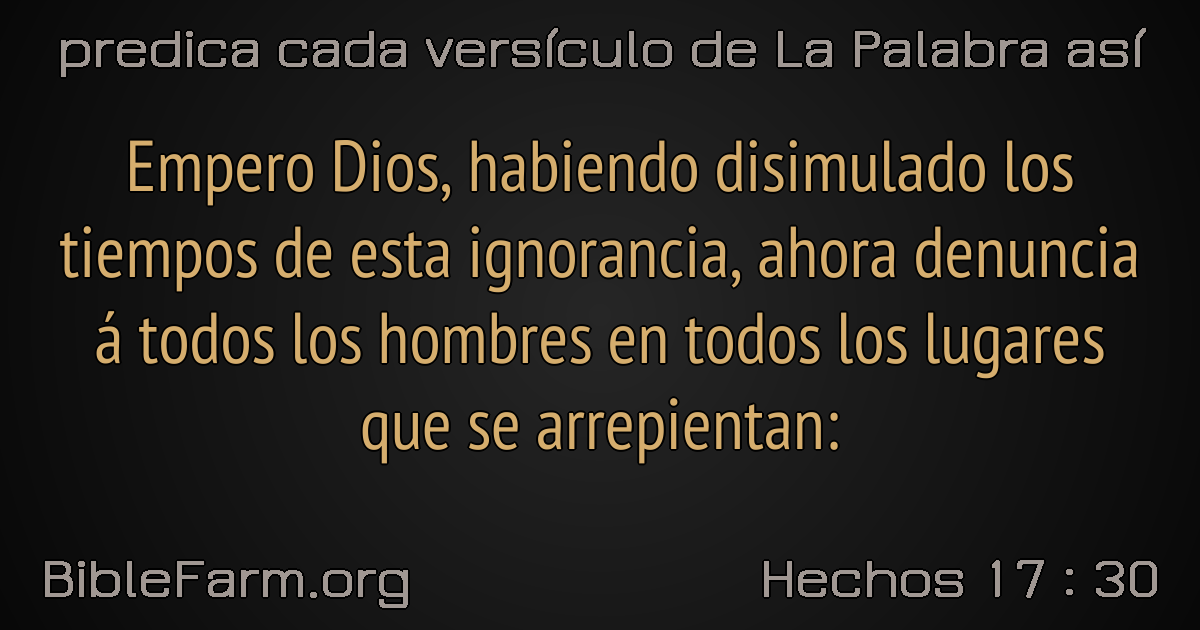 predica cada versículo de La Palabra así
Empero Dios, habiendo disimulado los
tiempos de esta ignorancia, ahora denuncia
á todos los hombres en todos los lugares
que se arrepientan:
BibleFarm.org
Hechos 17 : 30